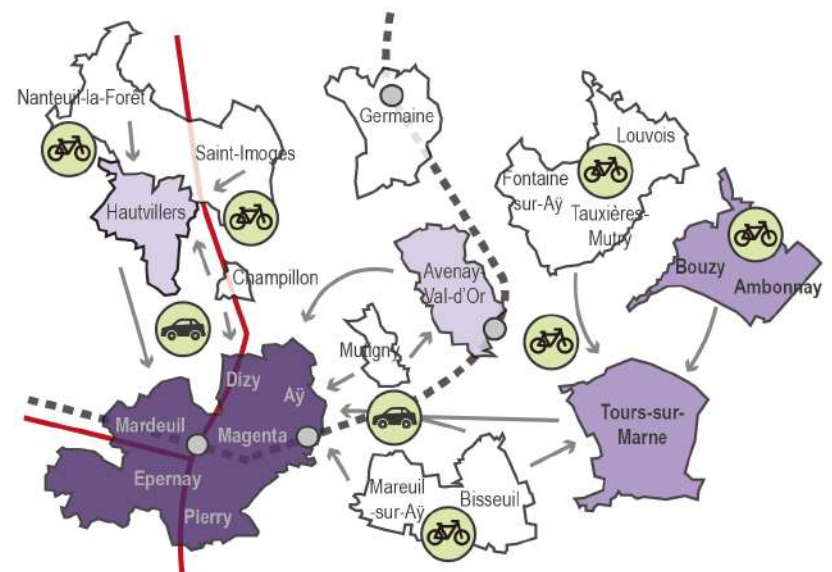 Nanteuil-la-Forêt
Germaine
Louvois
Saint-Imoges
Fontaine
sur-Aÿ
Tauxières-
Mutry
Hautvillers
Champillon
Avenay-
Val-d'Or
Bouzy
Ambonnay
Mutigny
Dizy
Aÿ
Mardeuil
Magenta
Tours-sur-
Marne
Epernay
Mareuil
-sur-Aÿ
Bisseuil
Pierry